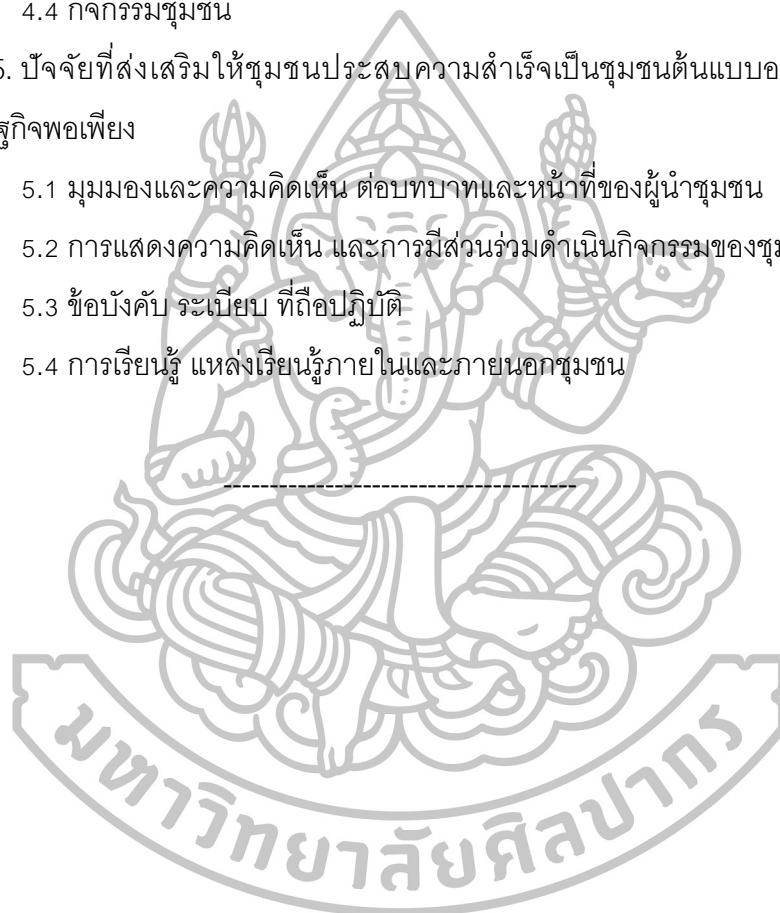 4.4 กิจกรรมชุมชน
5. ปัจจัยที่ส่งเสริมให้ชุมชนประสบความสำเร็จเป็นชุมชนต้นแบบอ
ฐกิจพอเพียง
5.1 มุมมองและความคิดเห็น ต่อบทบาทและหน้าที่ของผู้นำชุมชน
5.2 การแสดงความคิดเห็น และการมีส่วนร่วมดำเนินกิจกรรมของชุม
5.3 ข้อบังคับ ระเบียบ ที่ถือปฏิบัติ
5.4 การเรียนรู้ แหล่งเรียนรู้ภายในและภายนอกชุมชน
---------------------------------------
มหาวิทยาลัยศิลปากร